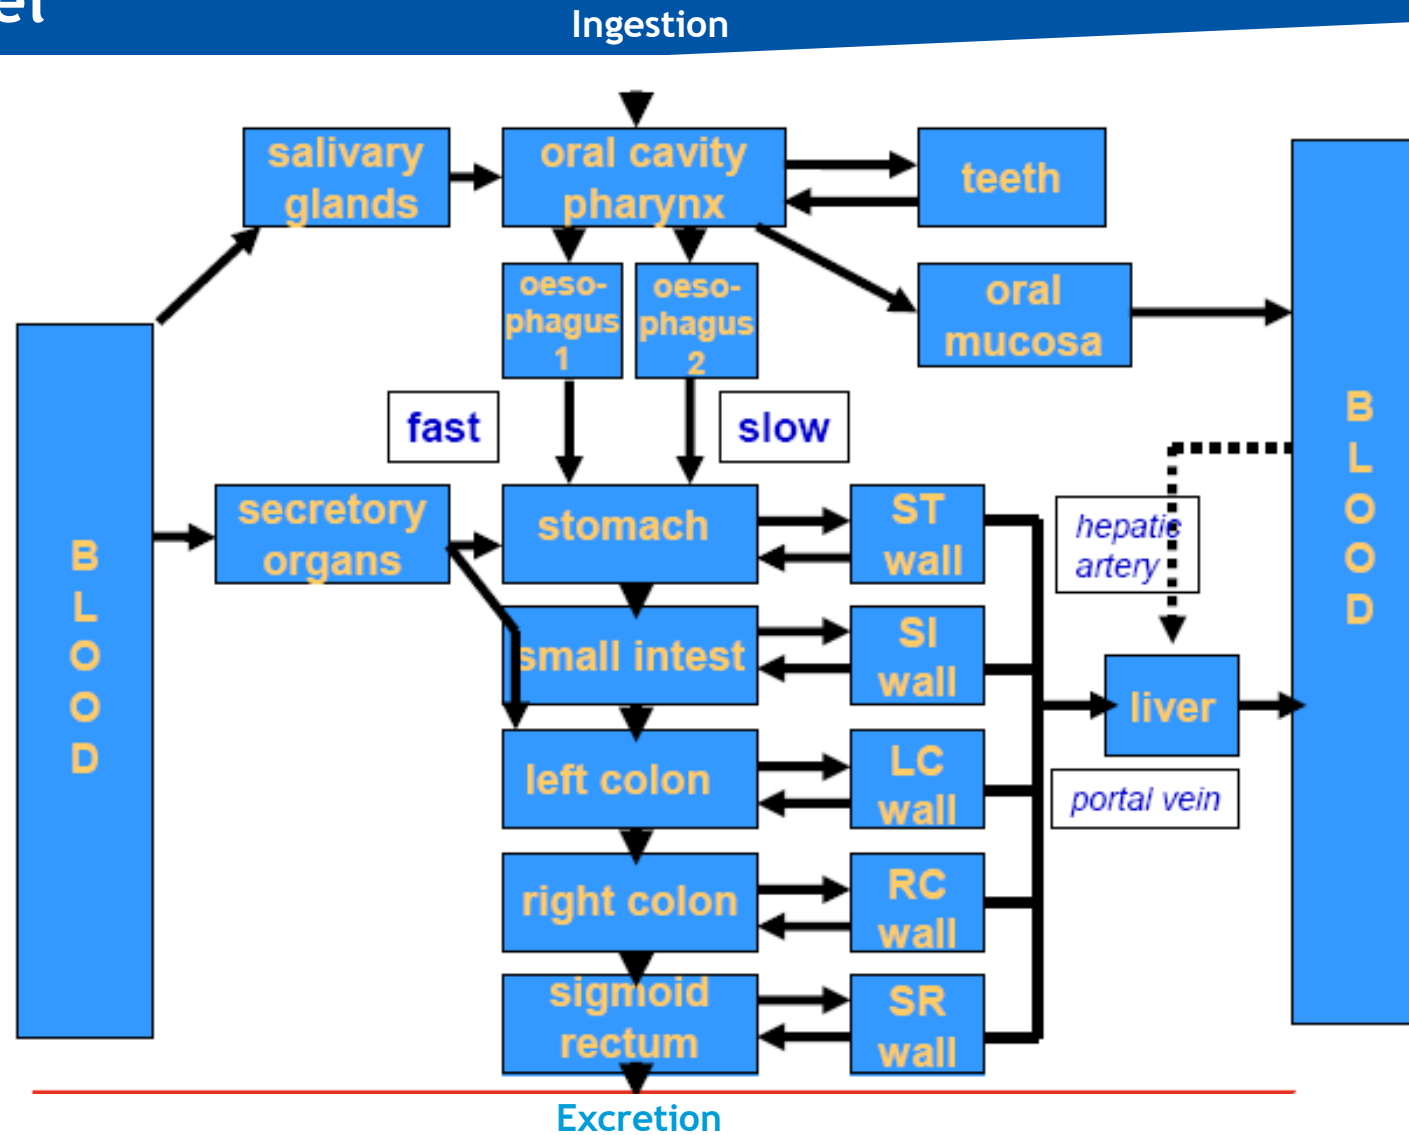 el
Ingestion
salivary
glands
oral cavity
pharynx
teeth
oeso-
phagus
1
oeso-
phagus
2
oral
mucosa
fast
slow
B
L
O
O
D
secretory
organs
stomach
ST
wall
hepatic
artery
B
L
O
O
D
small intest
SI
wall
liver
left colon
LC
wall
portal vein
right colon
RC
wall
sigmoid
rectum
SR
wall
Excretion